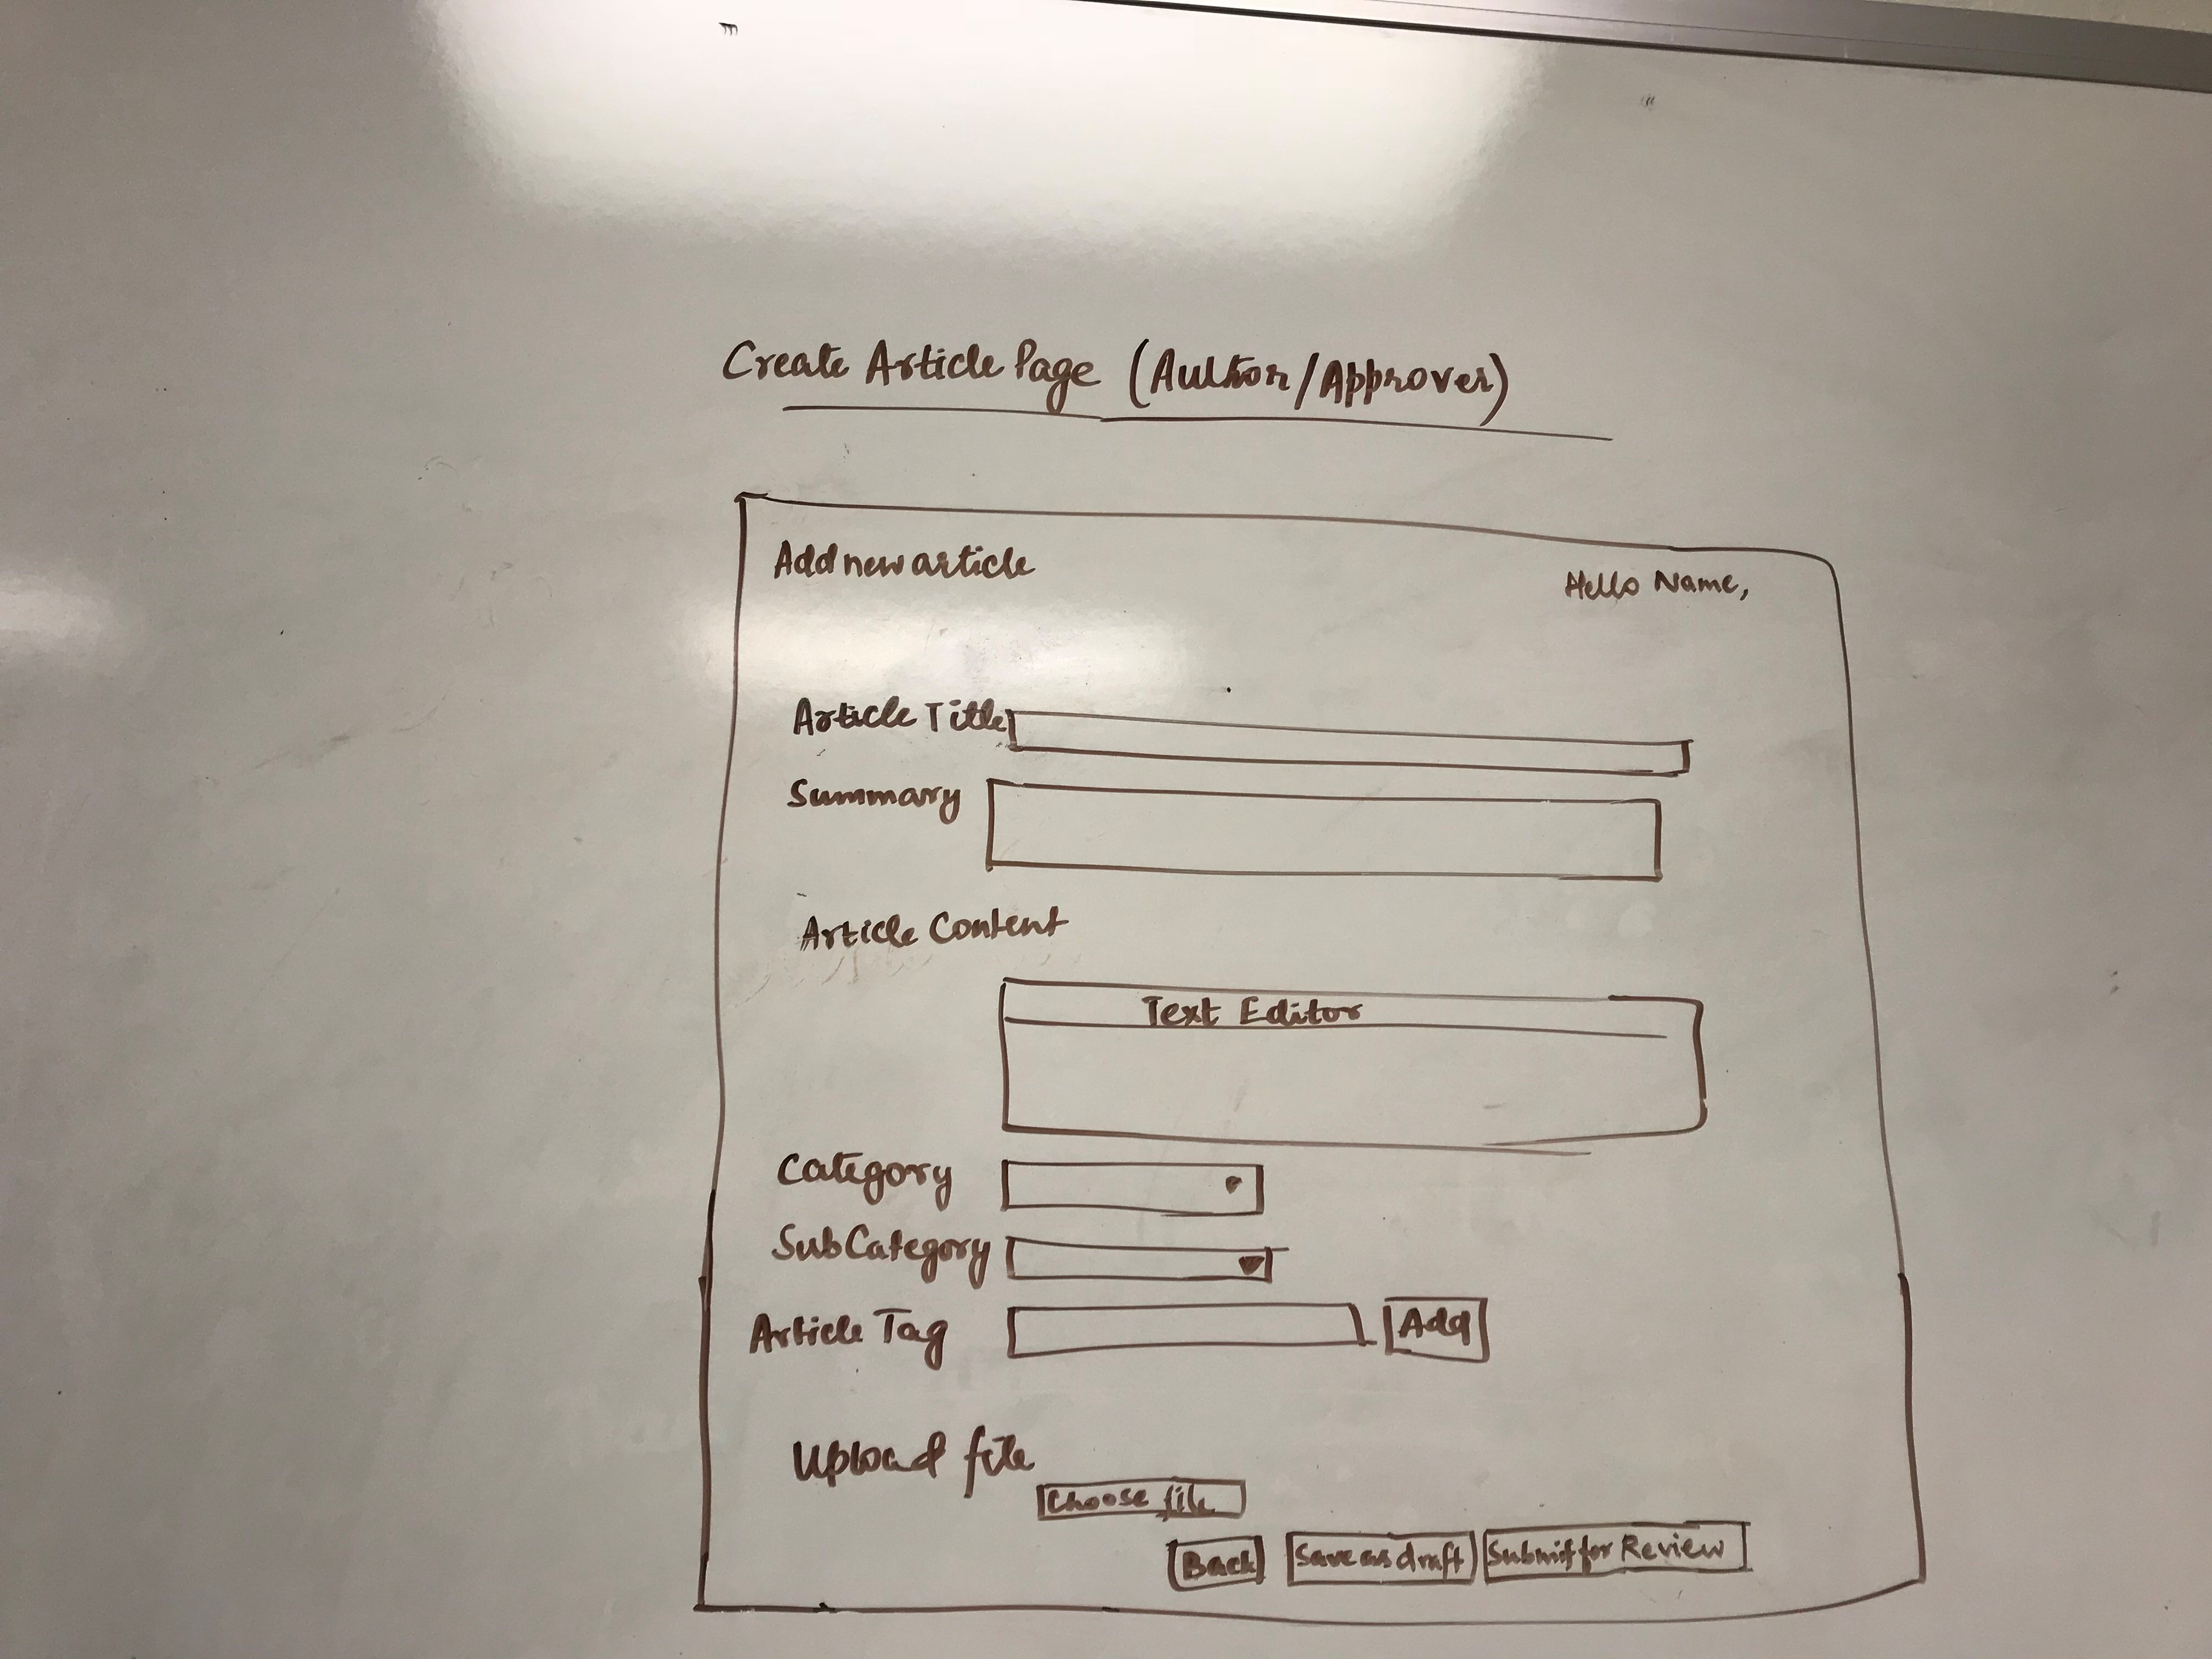 Create Article Page (Author/Approver)
Add new article
Hello Name,
Article Title
Summary
Article Content
Text Editor
Category
SubCategory
Article Tag
Add
Upload file
Choose file
Back
Save as draft
Submit for Review